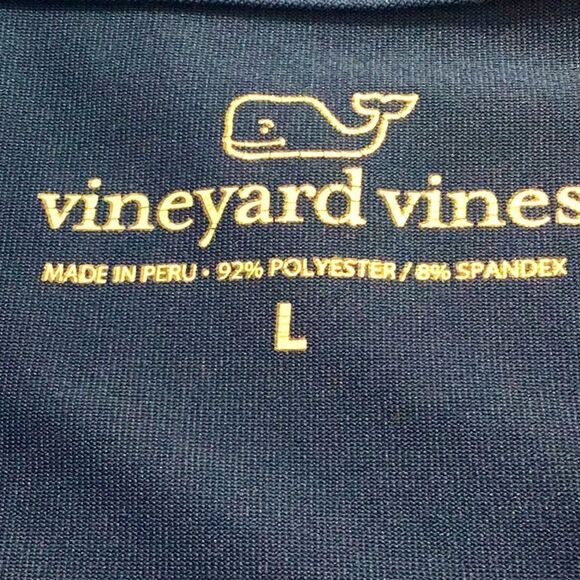 vineyard vines
MADE IN PERU • 92% POLYESTER / 8% SPANDEX
L